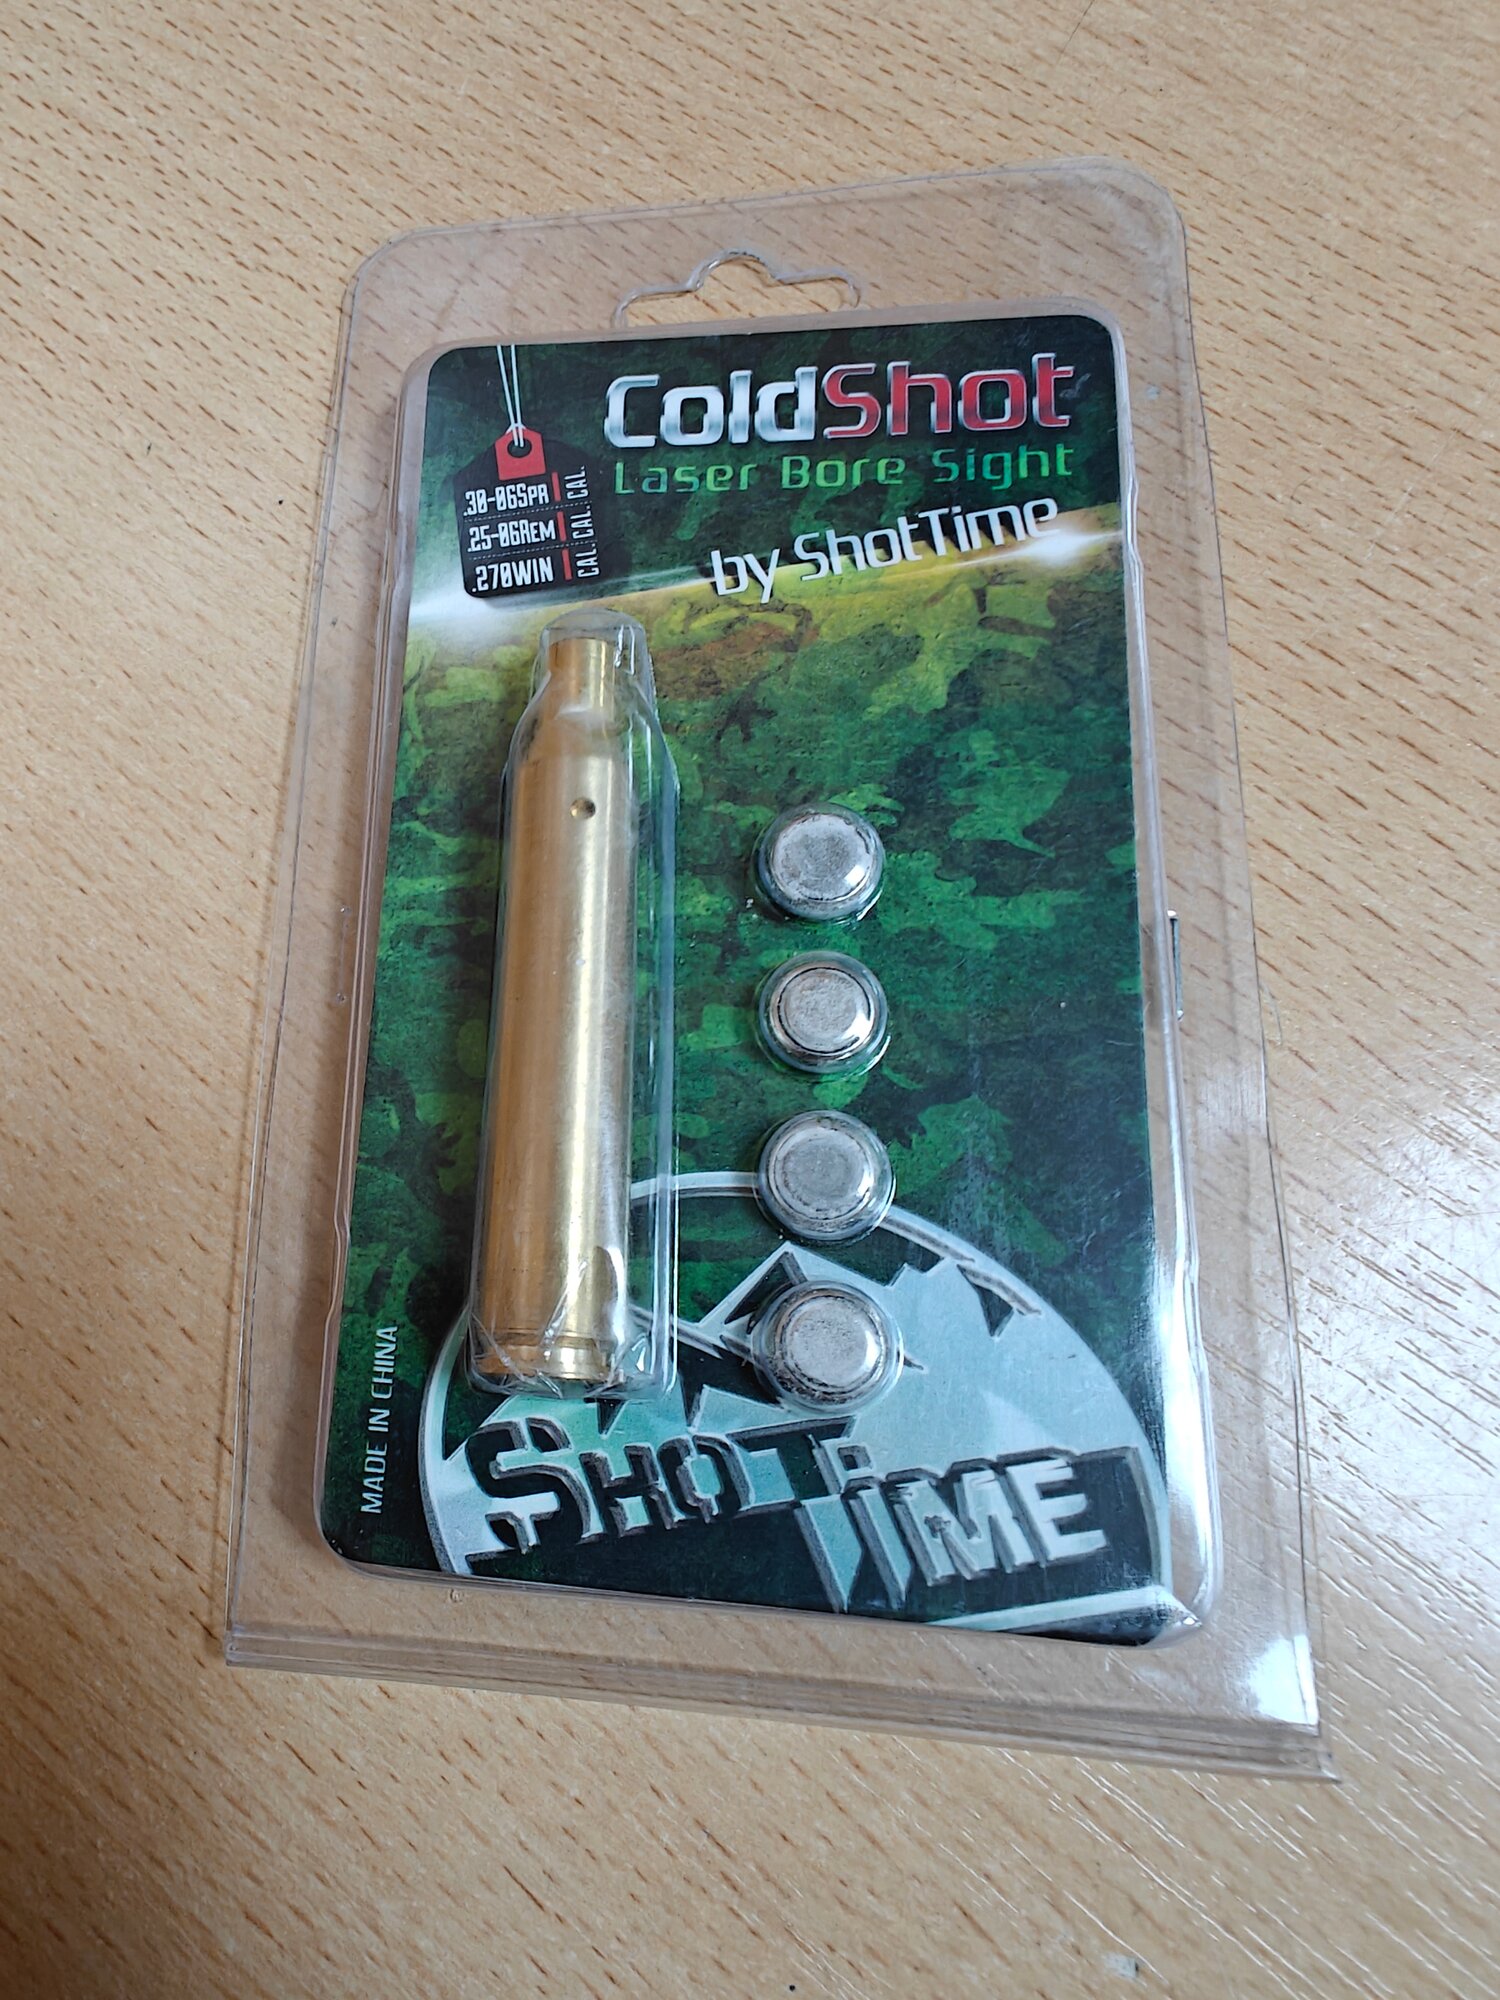 ColdShot
Laser Bore Sight
by ShotTime
.30-06SPR CAL.
.25-06REM CAL.
.270WIN CAL.
MADE IN CHINA
SHOTTIME